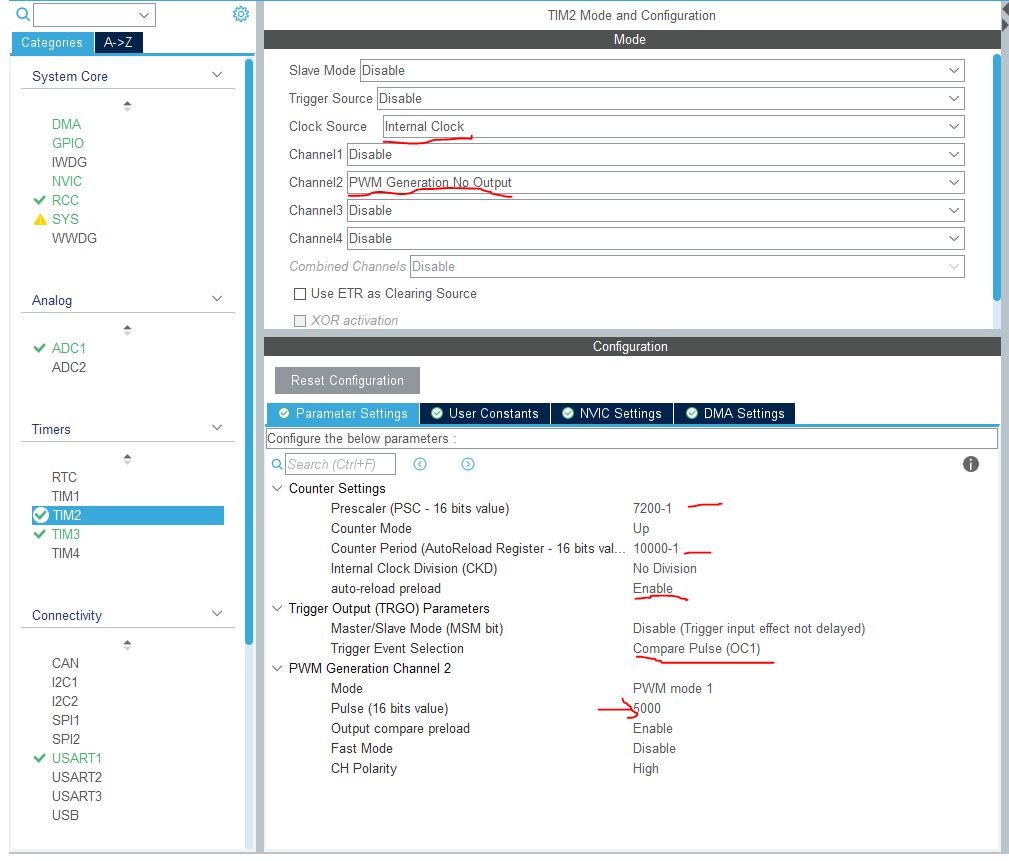 Categories
A->Z
System Core
DMA
GPIO
IWDG
NVIC
RCC
SYS
WWDG
Analog
ADC1
ADC2
Timers
RTC
TIM1
TIM2
TIM3
TIM4
Connectivity
CAN
I2C1
I2C2
SPI1
SPI2
USART1
USART2
USART3
USB
TIM2 Mode and Configuration
Mode
Slave Mode Disable
Trigger Source Disable
Clock Source Internal Clock
Channel1 Disable
Channel2 PWM Generation No Output
Channel3 Disable
Channel4 Disable
Combined Channels Disable
Use ETR as Clearing Source
XOR activation
Configuration
Reset Configuration
Parameter Settings User Constants NVIC Settings DMA Settings
Configure the below parameters :
Search (Ctrl+F)
Counter Settings
Prescaler (PSC - 16 bits value) 7200-1
Counter Mode Up
Counter Period (AutoReload Register - 16 bits val... 10000-1
Internal Clock Division (CKD) No Division
auto-reload preload Enable
Trigger Output (TRGO) Parameters
Master/Slave Mode (MSM bit) Disable (Trigger input effect not delayed)
Trigger Event Selection Compare Pulse (OC1)
PWM Generation Channel 2
Mode PWM mode 1
Pulse (16 bits value) 5000
Output compare preload Enable
Fast Mode Disable
CH Polarity High